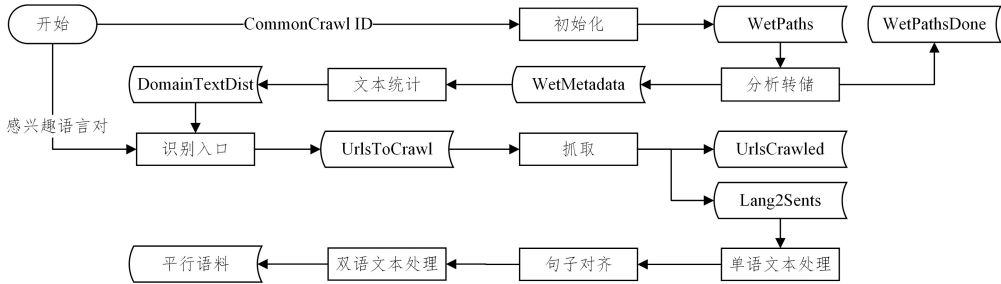 开始
CommonCrawl ID
初始化
WetPaths
WetPathsDone
DomainTextDist
文本统计
WetMetadata
分析转储
感兴趣语言对
识别入口
UrlsToCrawl
抓取
UrlsCrawled
Lang2Sents
平行语料
双语文本处理
句子对齐
单语文本处理